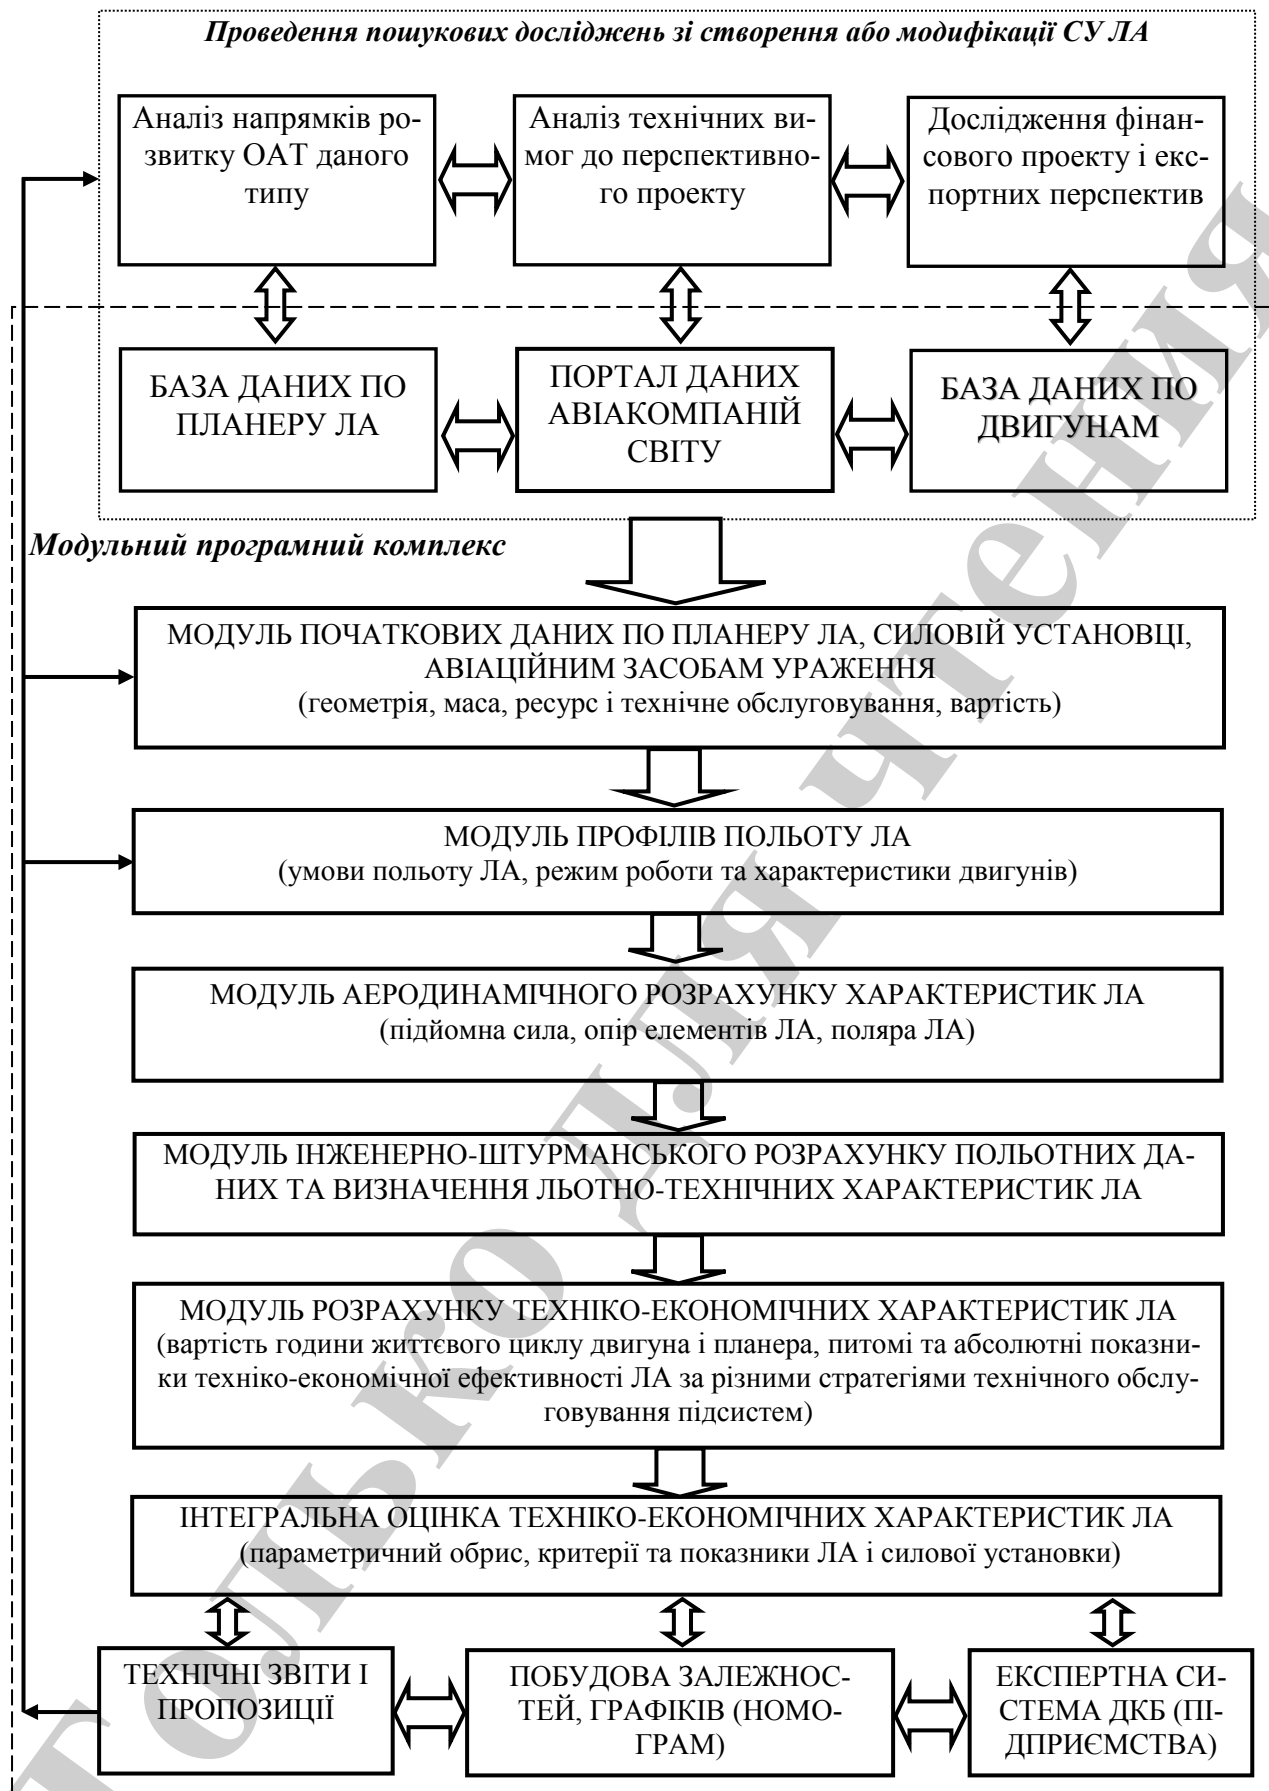 Проведення пошукових досліджень зі створення або модифікації СУ ЛА
Аналіз напрямків ро-
звитку ОАТ даного
типу
Аналіз технічних ви-
мог до перспективно-
го проекту
Дослідження фінан-
сового проекту і екс-
портних перспектив
БАЗА ДАНИХ ПО
ПЛАНЕРУ ЛА
ПОРТАЛ ДАНИХ
АВІАКОМПАНІЙ
СВІТУ
БАЗА ДАНИХ ПО
ДВИГУНАМ
Модульний програмний комплекс
МОДУЛЬ ПОЧАТКОВИХ ДАНИХ ПО ПЛАНЕРУ ЛА, СИЛОВІЙ УСТАНОВЦІ,
АВІАЦІЙНИМ ЗАСОБАМ УРАЖЕННЯ
(геометрія, маса, ресурс і технічне обслуговування, вартість)
МОДУЛЬ ПРОФІЛІВ ПОЛЬОТУ ЛА
(умови польоту ЛА, режим роботи та характеристики двигунів)
МОДУЛЬ АЕРОДИНАМІЧНОГО РОЗРАХУНКУ ХАРАКТЕРИСТИК ЛА
(підйомна сила, опір елементів ЛА, поляра ЛА)
МОДУЛЬ ІНЖЕНЕРНО-ШТУРМАНСЬКОГО РОЗРАХУНКУ ПОЛЬОТНИХ ДА-
НИХ ТА ВИЗНАЧЕННЯ ЛЬОТНО-ТЕХНІЧНИХ ХАРАКТЕРИСТИК ЛА
МОДУЛЬ РОЗРАХУНКУ ТЕХНІКО-ЕКОНОМІЧНИХ ХАРАКТЕРИСТИК ЛА
(вартість години життєвого циклу двигуна і планера, питомі та абсолютні показни-
ки техніко-економічної ефективності ЛА за різними стратегіями технічного обслу-
говування підсистем)
ІНТЕГРАЛЬНА ОЦІНКА ТЕХНІКО-ЕКОНОМІЧНИХ ХАРАКТЕРИСТИК ЛА
(параметричний обрис, критерії та показники ЛА і силової установки)
ТЕХНІЧНІ ЗВІТИ І
ПРОПОЗИЦІЇ
ПОБУДОВА ЗАЛЕЖНОС-
ТЕЙ, ГРАФІКІВ (НОМО-
ГРАМ)
ЕКСПЕРТНА СИ-
СТЕМА ДКБ (ПІ-
ДПРИЄМСТВА)
Только для чтения